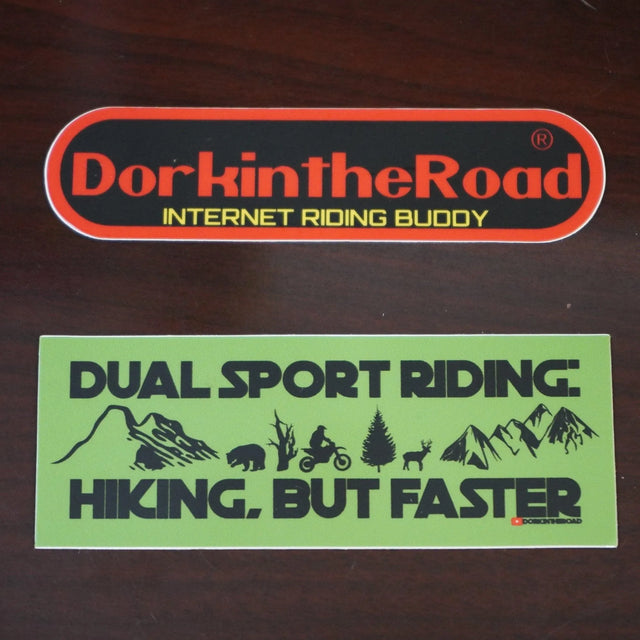 DorkintheRoad®
INTERNET RIDING BUDDY
DUAL SPORT RIDING:
HIKING, BUT FASTER
DORKINTHEROAD